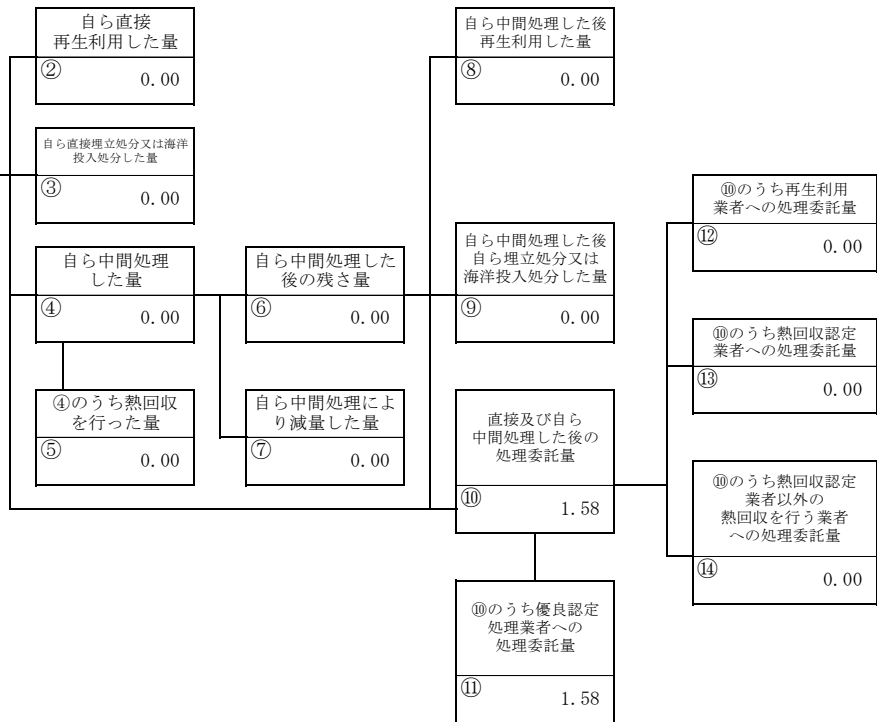 自ら直接
再生利用した量
②
0.00
自ら直接埋立処分又は海洋
投入処分した量
③
0.00
自ら中間処理
した量
④
0.00
④のうち熱回収
を行った量
⑤
0.00
自ら中間処理した
後の残さ量
⑥
0.00
自ら中間処理によ
り減量した量
⑦
0.00
自ら中間処理した後
再生利用した量
⑧
0.00
自ら中間処理した後
自ら埋立処分又は
海洋投入処分した量
⑨
0.00
直接及び自ら
中間処理した後の
処理委託量
⑩
1.58
⑩のうち優良認定
処理業者への
処理委託量
⑪
1.58
⑩のうち再生利用
業者への処理委託量
⑫
0.00
⑩のうち熱回収認定
業者への処理委託量
⑬
0.00
⑩のうち熱回収認定
業者以外の
熱回収を行う業者
への処理委託量
⑭
0.00